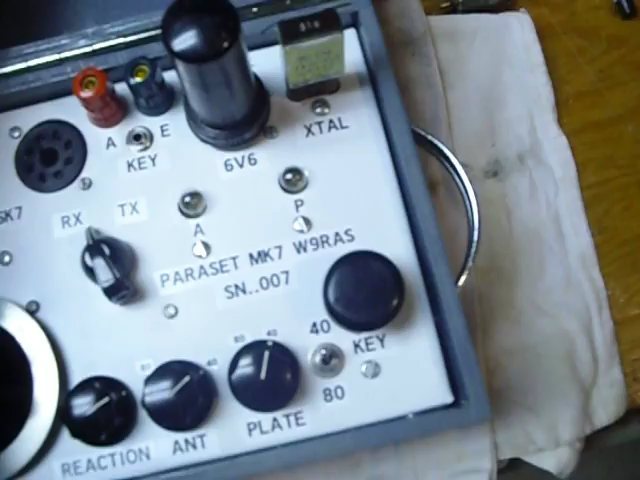 A E
KEY
6V6
XTAL
SK7
RX TX
A
P
PARASET MK7 W9RAS
SN..007
40
KEY
80
80 40
80 40
REACTION
ANT
PLATE